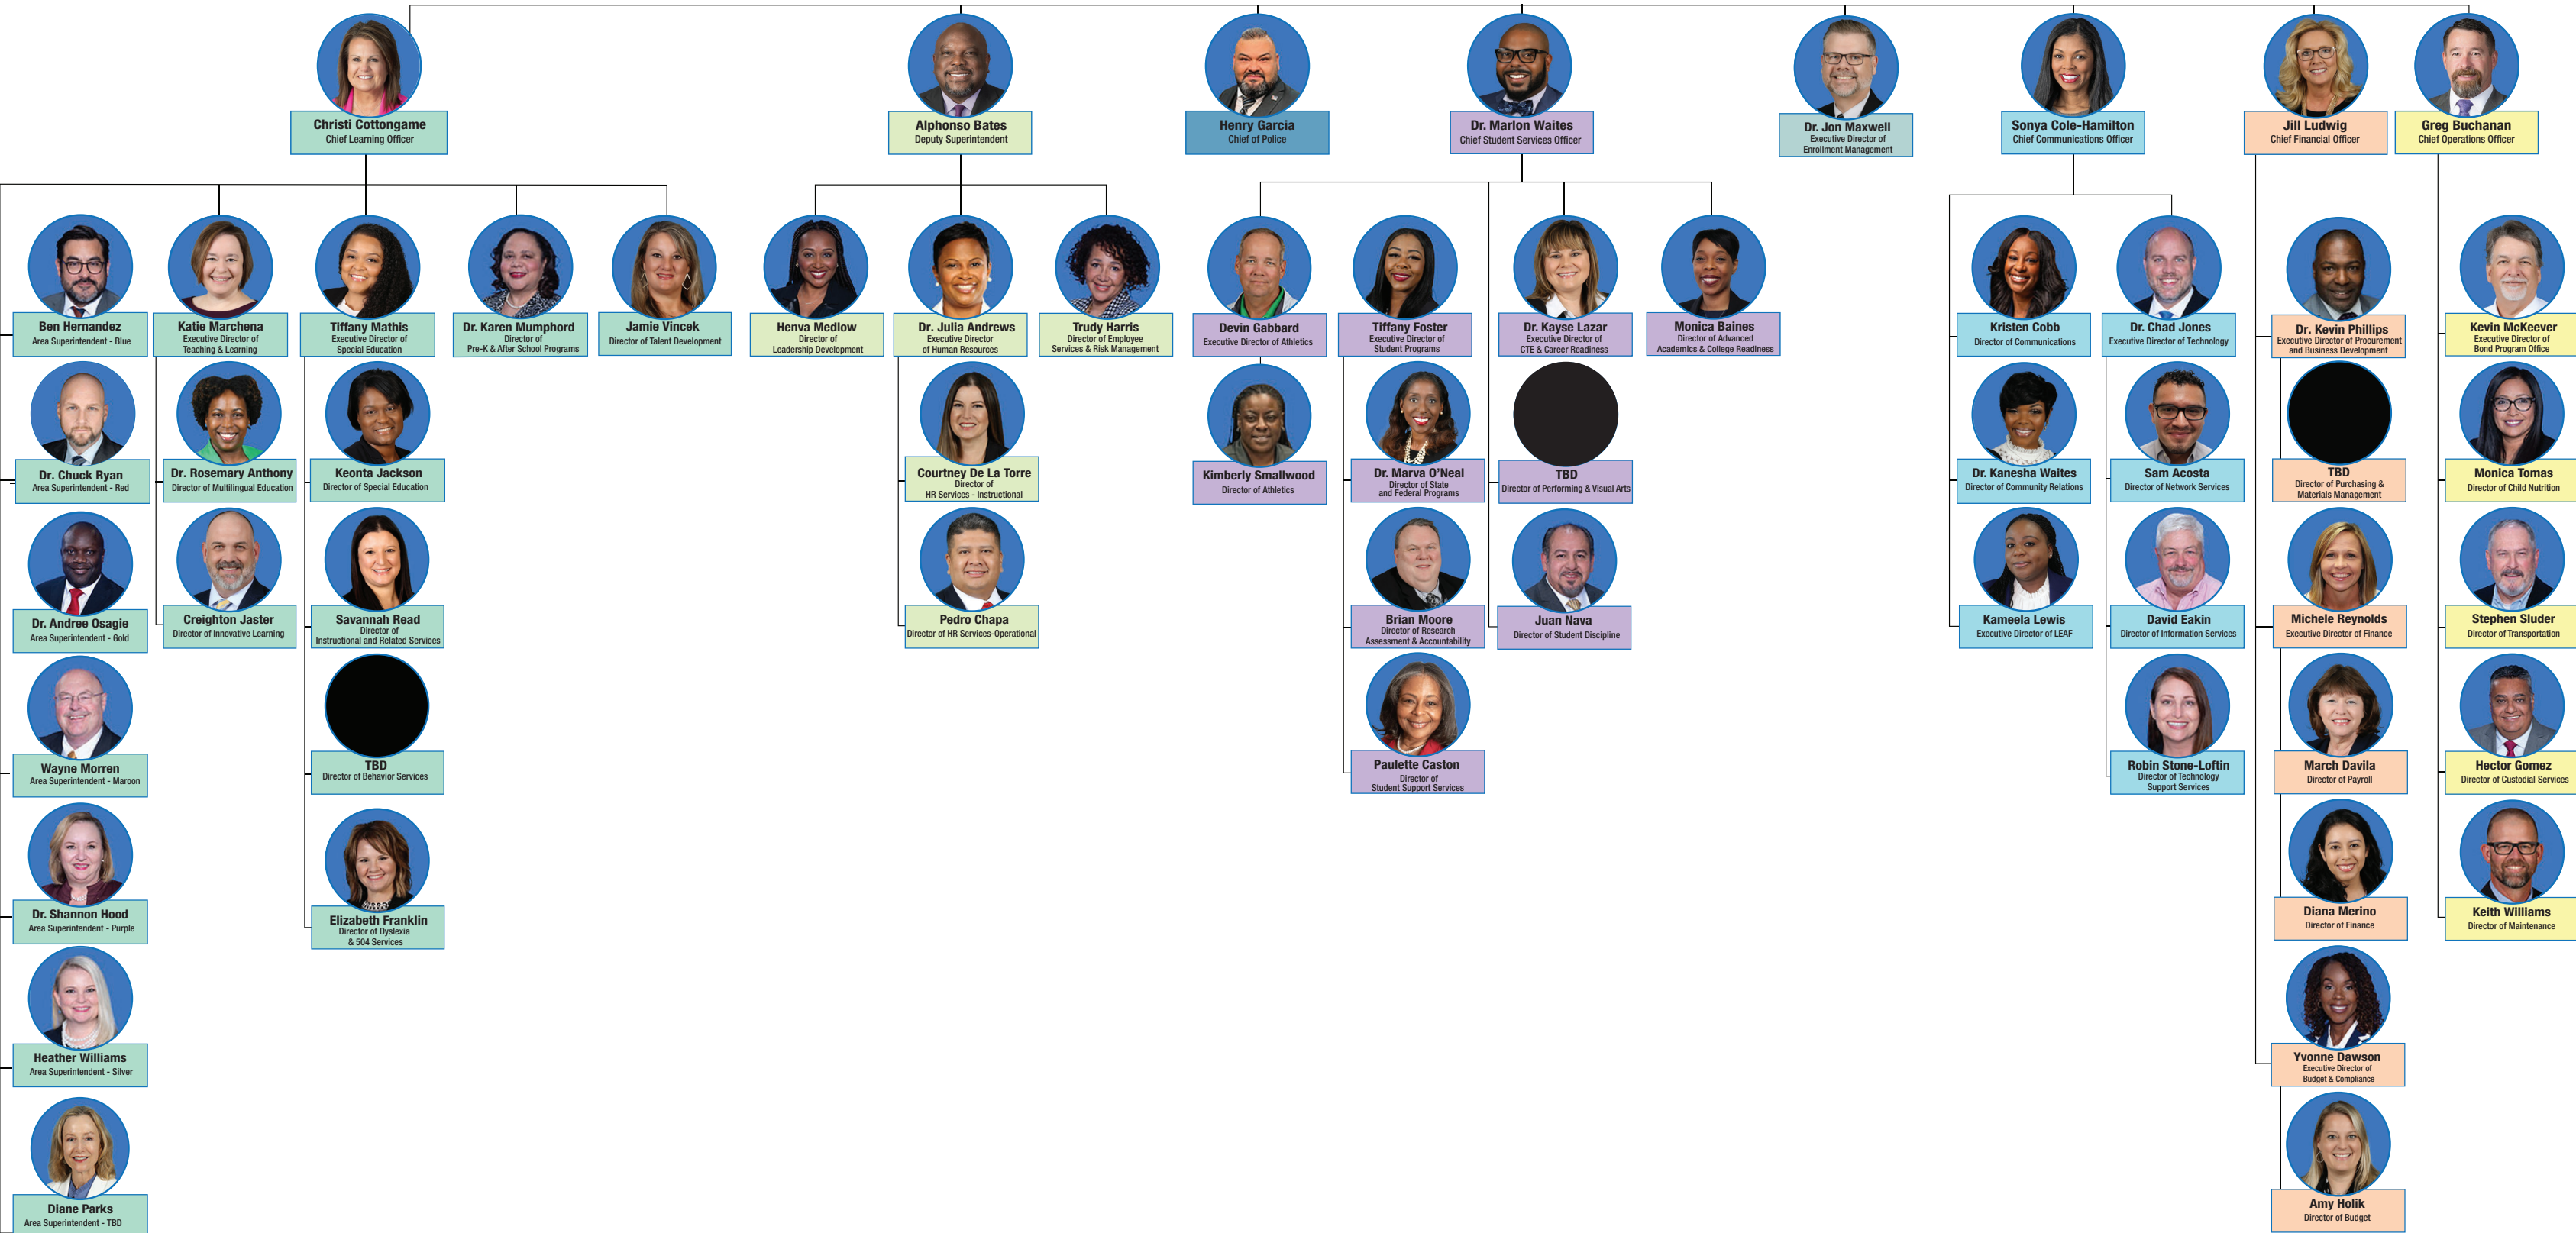 Christi Cottongame
Chief Learning Officer
Alphonso Bates
Deputy Superintendent
Henry Garcia
Chief of Police
Dr. Marlon Waites
Chief Student Services Officer
Dr. Jon Maxwell
Executive Director of
Enrollment Management
Sonya Cole-Hamilton
Chief Communications Officer
Jill Ludwig
Chief Financial Officer
Greg Buchanan
Chief Operations Officer
Ben Hernandez
Area Superintendent - Blue
Katie Marchena
Executive Director of
Teaching & Learning
Tiffany Mathis
Executive Director of
Special Education
Dr. Karen Mumphord
Director of
Pre-K & After School Programs
Jamie Vincek
Director of Talent Development
Henva Medlow
Director of
Leadership Development
Dr. Julia Andrews
Executive Director
of Human Resources
Trudy Harris
Director of Employee
Services & Risk Management
Devin Gabbard
Executive Director of Athletics
Tiffany Foster
Executive Director of
Student Programs
Dr. Kayse Lazar
Executive Director of
CTE & Career Readiness
Monica Baines
Director of Advanced
Academics & College Readiness
Kristen Cobb
Director of Communications
Dr. Chad Jones
Executive Director of Technology
Dr. Kevin Phillips
Executive Director of Procurement
and Business Development
Kevin McKeever
Executive Director of
Bond Program Office
Dr. Chuck Ryan
Area Superintendent - Red
Dr. Rosemary Anthony
Director of Multilingual Education
Keonta Jackson
Director of Special Education
Courtney De La Torre
Director of
HR Services - Instructional
Kimberly Smallwood
Director of Athletics
Dr. Marva O'Neal
Director of State
and Federal Programs
TBD
Director of Performing & Visual Arts
Dr. Kanesha Waites
Director of Community Relations
Sam Acosta
Director of Network Services
TBD
Director of Purchasing &
Materials Management
Monica Tomas
Director of Child Nutrition
Dr. Andree Osagie
Area Superintendent - Gold
Creighton Jaster
Director of Innovative Learning
Savannah Read
Director of
Instructional and Related Services
Pedro Chapa
Director of HR Services-Operational
Brian Moore
Director of Research
Assessment & Accountability
Juan Nava
Director of Student Discipline
Kameela Lewis
Executive Director of LEAF
David Eakin
Director of Information Services
Michele Reynolds
Executive Director of Finance
Stephen Sluder
Director of Transportation
Wayne Morren
Area Superintendent - Maroon
TBD
Director of Behavior Services
Paulette Caston
Director of
Student Support Services
Robin Stone-Loftin
Director of Technology
Support Services
March Davila
Director of Payroll
Hector Gomez
Director of Custodial Services
Dr. Shannon Hood
Area Superintendent - Purple
Elizabeth Franklin
Director of Dyslexia
& 504 Services
Diana Merino
Director of Finance
Keith Williams
Director of Maintenance
Heather Williams
Area Superintendent - Silver
Yvonne Dawson
Executive Director of
Budget & Compliance
Diane Parks
Area Superintendent - TBD
Amy Holik
Director of Budget